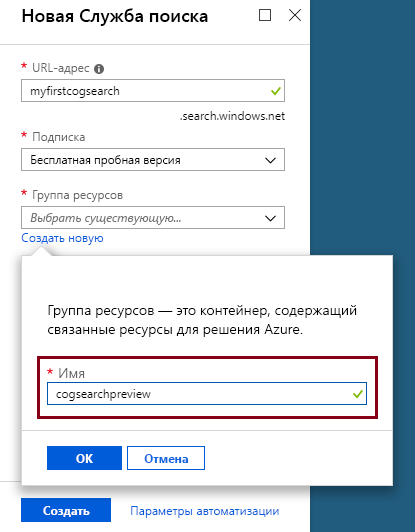 Новая Служба поиска
* URL-адрес
myfirstcogsearch
.search.windows.net
* Подписка
Бесплатная пробная версия
* Группа ресурсов
Выбрать существующую...
Создать новую
Группа ресурсов — это контейнер, содержащий
связанные ресурсы для решения Azure.
* Имя
cogsearchpreview
OK Отмена
Создать Параметры автоматизации